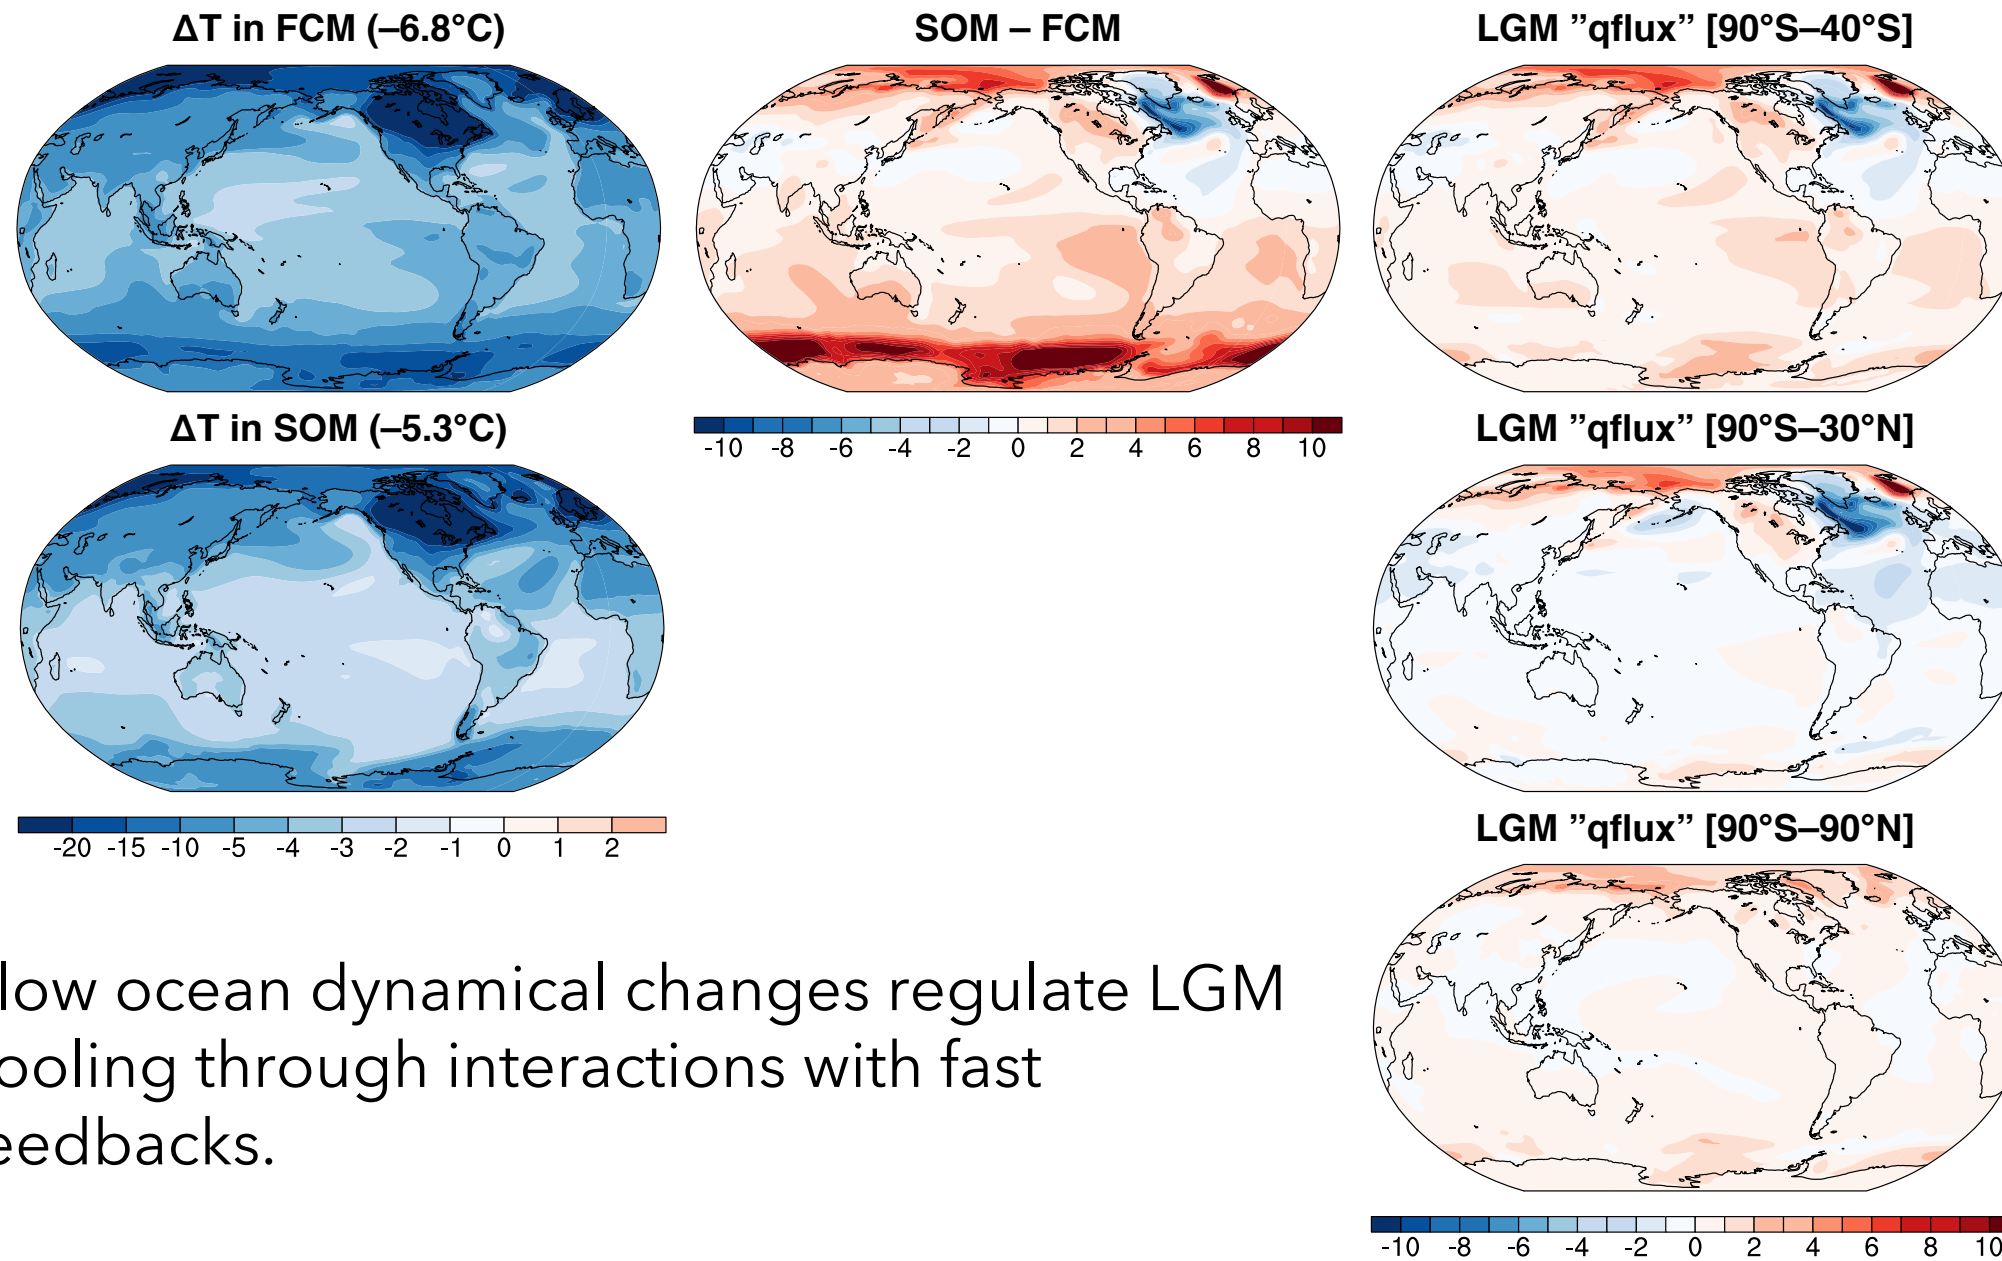 ΔT in FCM (–6.8°C)
SOM – FCM
LGM ”qflux” [90°S–40°S]
-10 -8 -6 -4 -2 0 2 4 6 8 10
ΔT in SOM (–5.3°C)
LGM ”qflux” [90°S–30°N]
-20 -15 -10 -5 -4 -3 -2 -1 0 1 2
LGM ”qflux” [90°S–90°N]
low ocean dynamical changes regulate LGM
ooling through interactions with fast
eedbacks.
-10 -8 -6 -4 -2 0 2 4 6 8 10